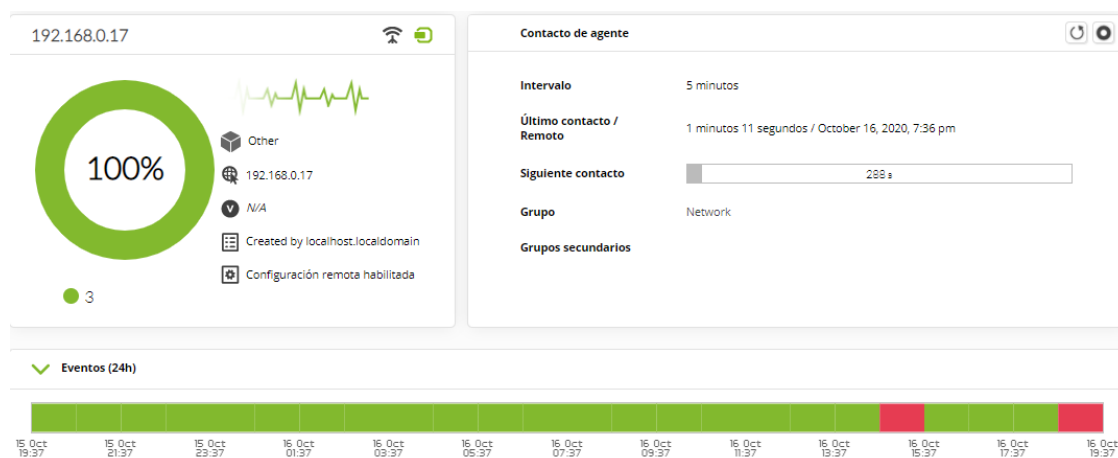 192.168.0.17
100%
3
Other
192.168.0.17
V N/A
Created by localhost.localdomain
Configuración remota habilitada
Contacto de agente
Intervalo 5 minutos
Último contacto /
Remoto 1 minutos 11 segundos / October 16, 2020, 7:36 pm
Siguiente contacto 288 s
Grupo Network
Grupos secundarios
Eventos (24h)
15 Oct 19:37
15 Oct 21:37
15 Oct 23:37
16 Oct 01:37
16 Oct 03:37
16 Oct 05:37
16 Oct 07:37
16 Oct 09:37
16 Oct 11:37
16 Oct 13:37
16 Oct 15:37
16 Oct 17:37
16 Oct 19:37